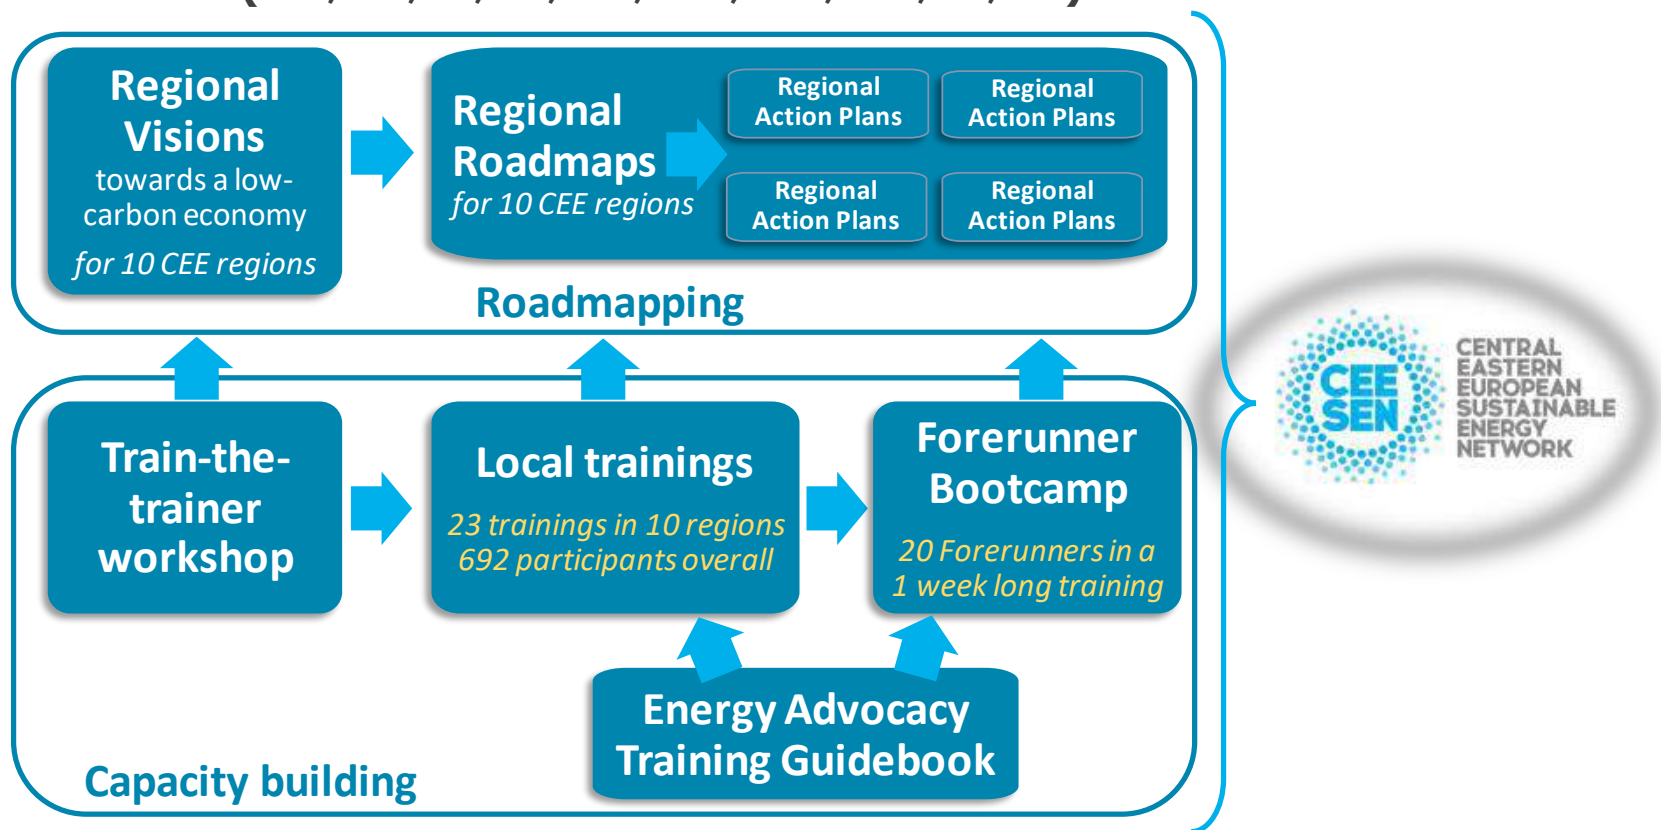 Regional
Visions
towards a low-
carbon economy
for 10 CEE regions
Regional
Roadmaps
for 10 CEE regions
Regional
Action Plans
Regional
Action Plans
Regional
Action Plans
Regional
Action Plans
Roadmapping
Train-the-
trainer
workshop
Local trainings
23 trainings in 10 regions
692 participants overall
Forerunner
Bootcamp
20 Forerunners in a
1 week long training
Energy Advocacy
Training Guidebook
Capacity building
CEE
SEN
CENTRAL
EASTERN
EUROPEAN
SUSTAINABLE
ENERGY
NETWORK